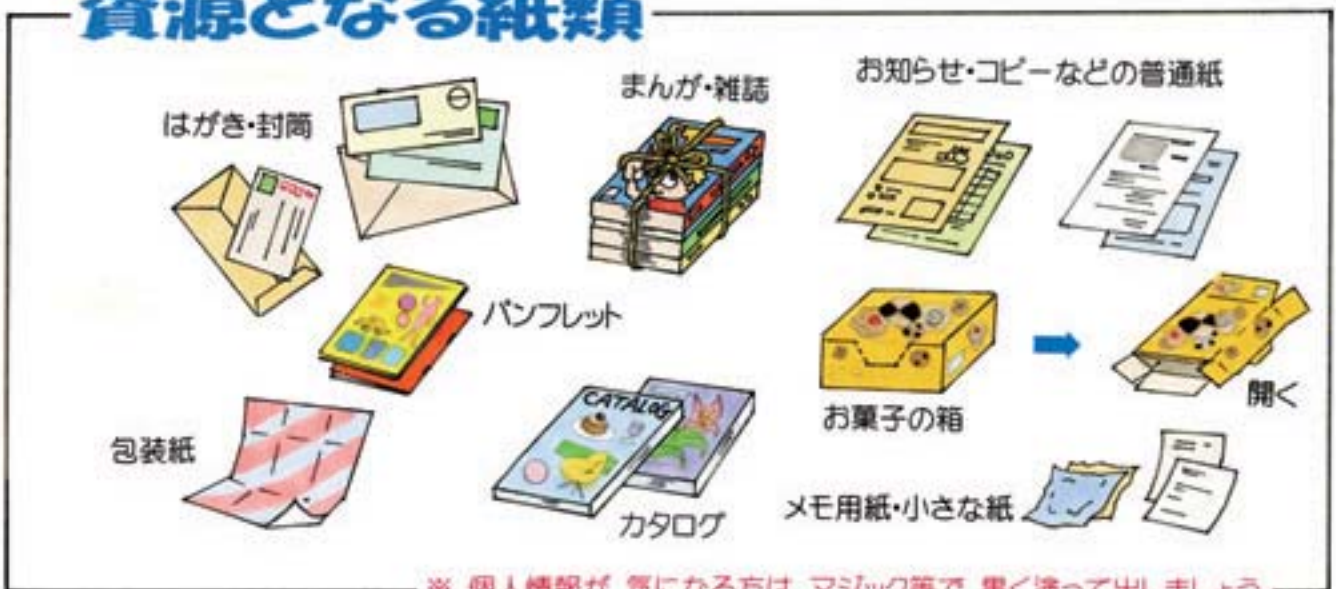 資源となる紙類
はがき・封筒
まんが・雑誌
お知らせ・コピーなどの普通紙
パンフレット
お菓子の箱
開く
包装紙
CATALOG
カタログ
メモ用紙・小さな紙
※ 個人情報が 気になる方は マジック等で 黒く塗って出しましょう